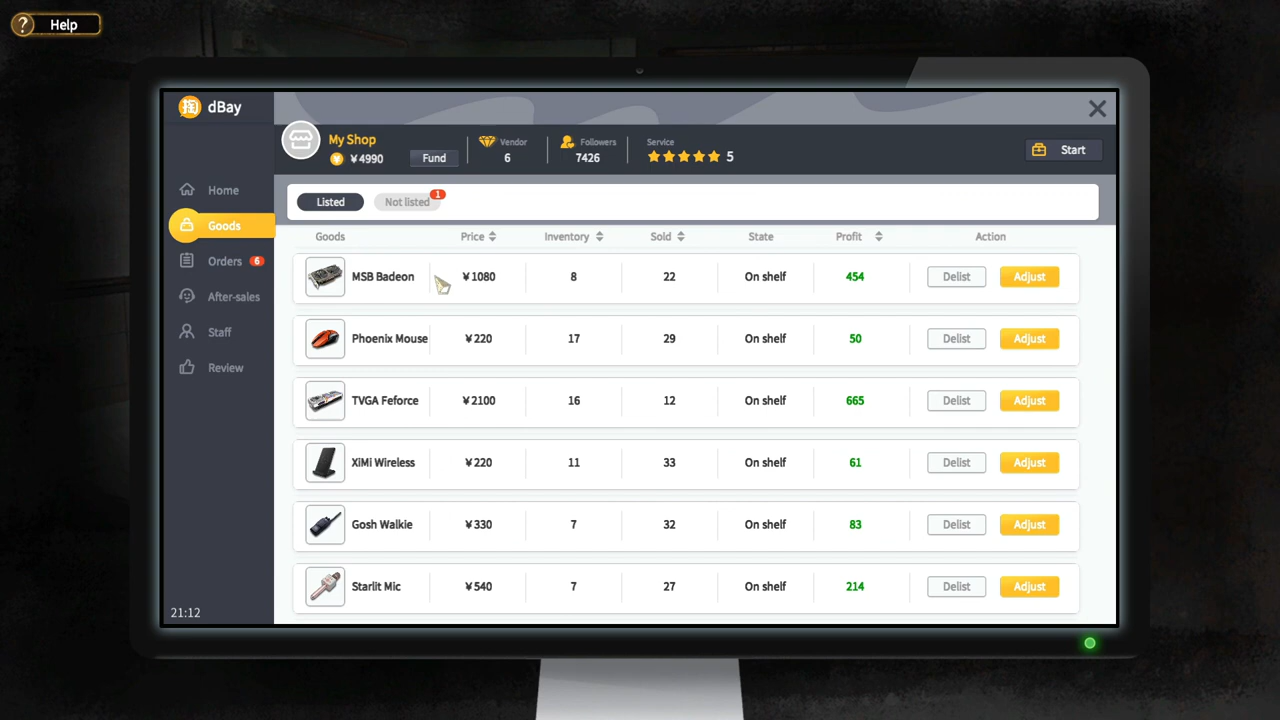 ? Help
淘 dBay
My Shop
¥4990
Fund
Vendor
6
Followers
7426
Service
5
Start
Home
Goods
Orders 6
After-sales
Staff
Review
21:12
Listed Not listed 1
Goods Price Inventory Sold State Profit Action
MSB Badeon ¥1080 8 22 On shelf 454 Delist Adjust
Phoenix Mouse ¥220 17 29 On shelf 50 Delist Adjust
TVGA Feforce ¥2100 16 12 On shelf 665 Delist Adjust
XiMi Wireless ¥220 11 33 On shelf 61 Delist Adjust
Gosh Walkie ¥330 7 32 On shelf 83 Delist Adjust
Starlit Mic ¥540 7 27 On shelf 214 Delist Adjust